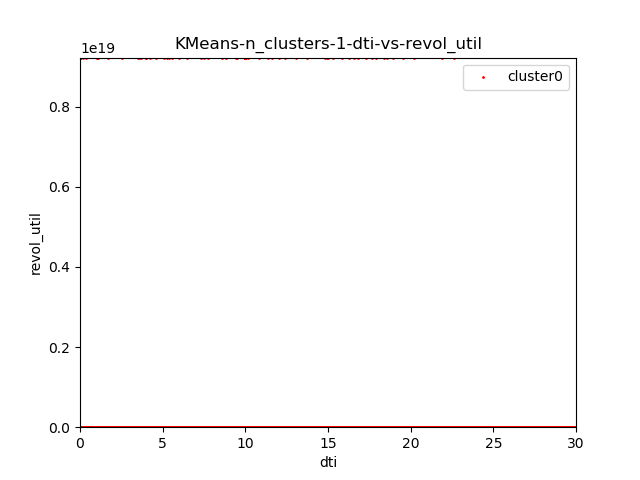 KMeans-n_clusters-1-dti-vs-revol_util
1e19
cluster0
0.8
0.6
0.4
0.2
0.0
revol_util
0 5 10 15 20 25 30
dti